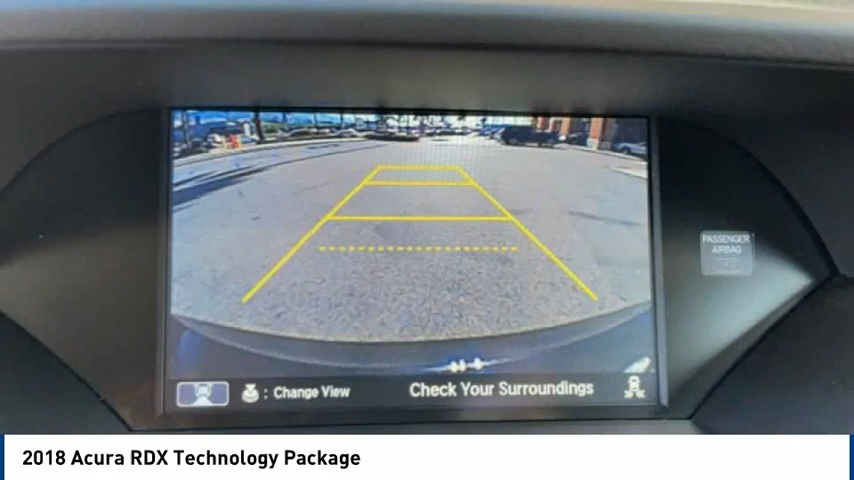 PASSENGER
AIRBAG
: Change View
Check Your Surroundings
2018 Acura RDX Technology Package